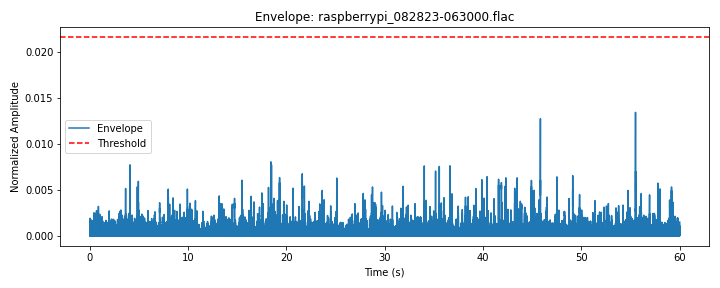 Envelope: raspberrypi_082823-063000.flac
Normalized Amplitude
0.020
0.015
0.010
0.005
0.000
Envelope
Threshold
0
10
20
30
40
50
60
Time (s)